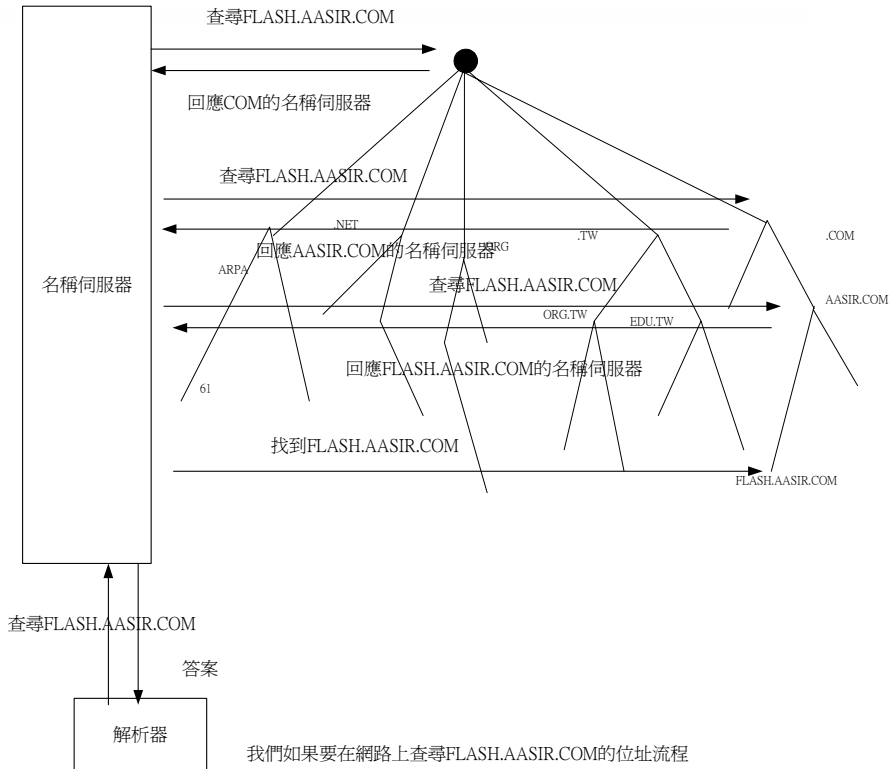 查尋FLASH.AASIR.COM
回應COM的名稱伺服器
查尋FLASH.AASIR.COM
.NET
.TW
.COM
回應AASIR.COM的名稱伺服器
.ORG
ARPA
名稱伺服器
查尋FLASH.AASIR.COM
AASIR.COM
ORG.TW
EDU.TW
回應FLASH.AASIR.COM的名稱伺服器
61
找到FLASH.AASIR.COM
FLASH.AASIR.COM
查尋FLASH.AASIR.COM
答案
解析器
我們如果要在網路上查尋FLASH.AASIR.COM的位址流程